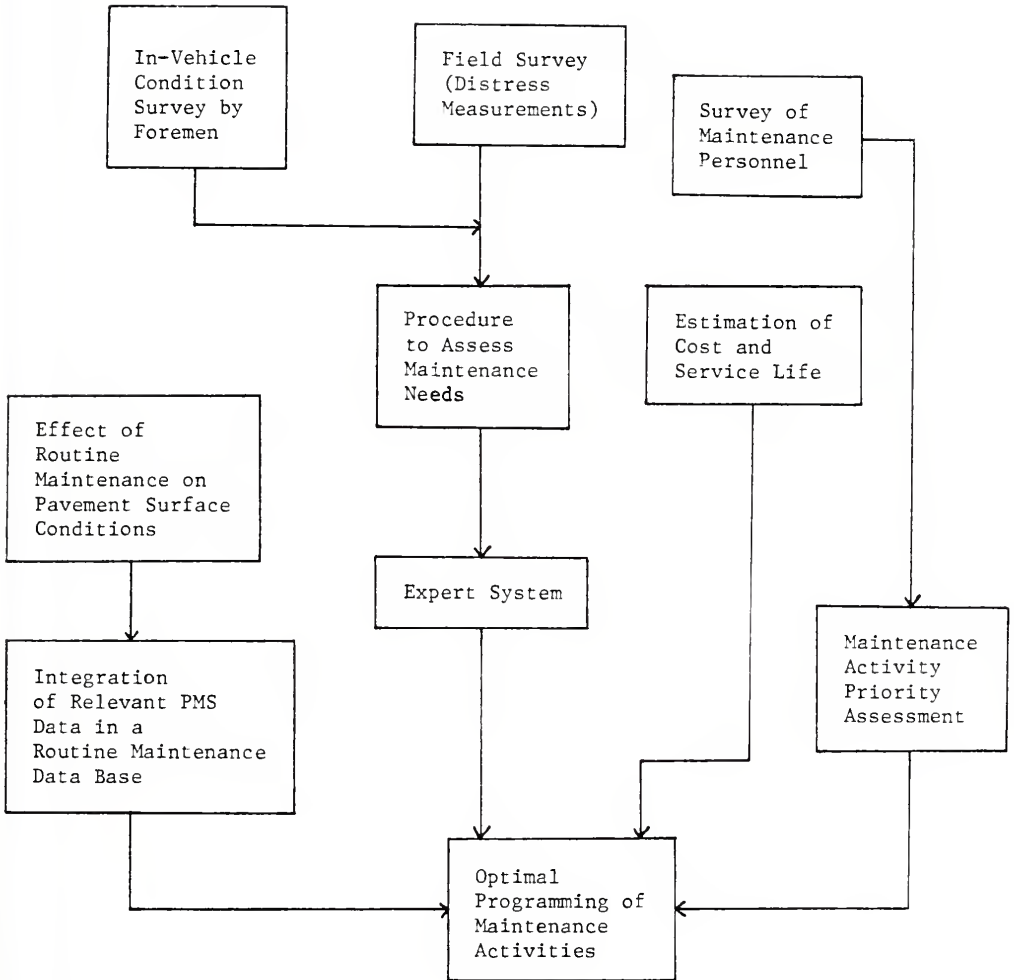 In-Vehicle
Condition
Survey by
Foremen
Field Survey
(Distress
Measurements)
Survey of
Maintenance
Personnel
Procedure
to Assess
Maintenance
Needs
Estimation of
Cost and
Service Life
Effect of
Routine
Maintenance on
Pavement Surface
Conditions
Expert System
Integration
of Relevant PMS
Data in a
Routine Maintenance
Data Base
Maintenance
Activity
Priority
Assessment
Optimal
Programming of
Maintenance
Activities